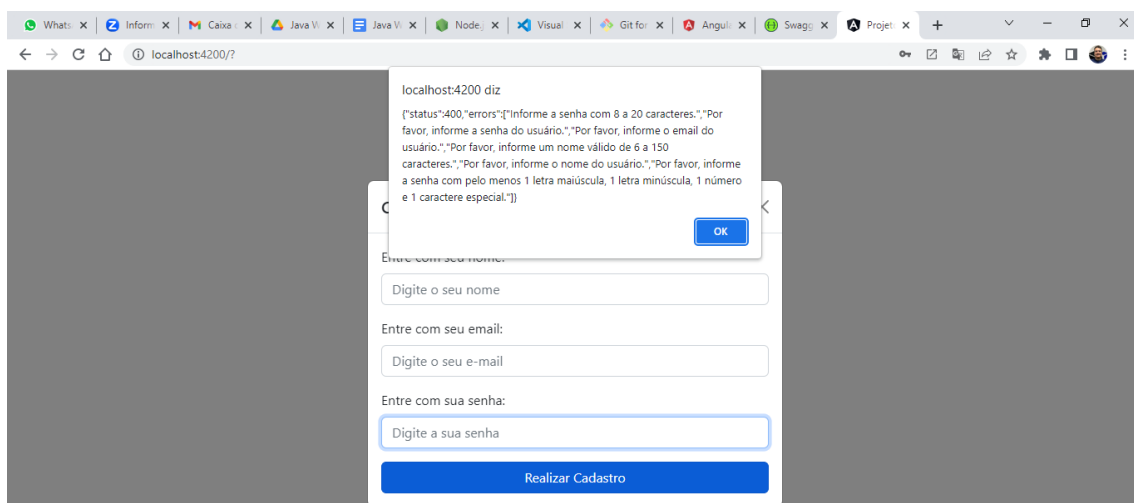 Whats Inform Caixa Java W Java W Node.j Visual Git for Angula Swagg Projet
localhost:4200/?
localhost:4200 diz
{"status":400,"errors":["Informe a senha com 8 a 20 caracteres.","Por
favor, informe a senha do usuário.","Por favor, informe o email do
usuário.","Por favor, informe um nome válido de 6 a 150
caracteres.","Por favor, informe o nome do usuário.","Por favor, informe
a senha com pelo menos 1 letra maiúscula, 1 letra minúscula, 1 número
e 1 caractere especial."]}
OK
Entre com seu nome:
Digite o seu nome
Entre com seu email:
Digite o seu e-mail
Entre com sua senha:
Digite a sua senha
Realizar Cadastro